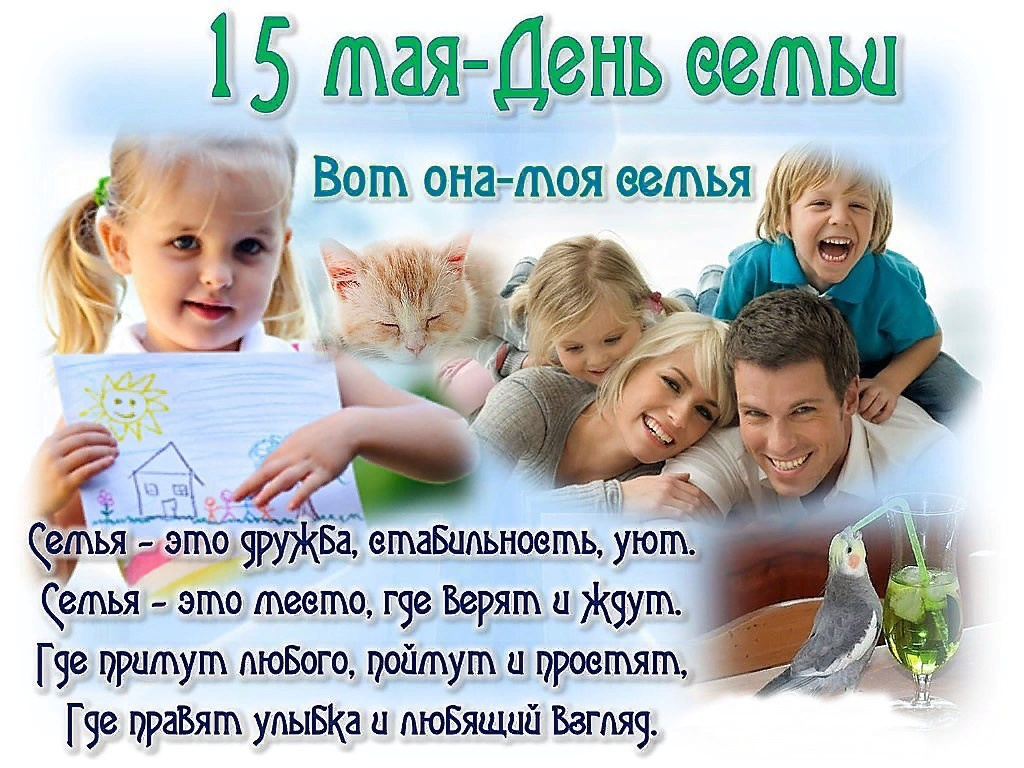 15 мая-День семьи
Вот она-моя семья
Семья - это дружба, стабильность, уют.
Семья - это место, где верят и ждут.
Где примут любого, поймут и простят,
Где правят улыбка и любящий взгляд.